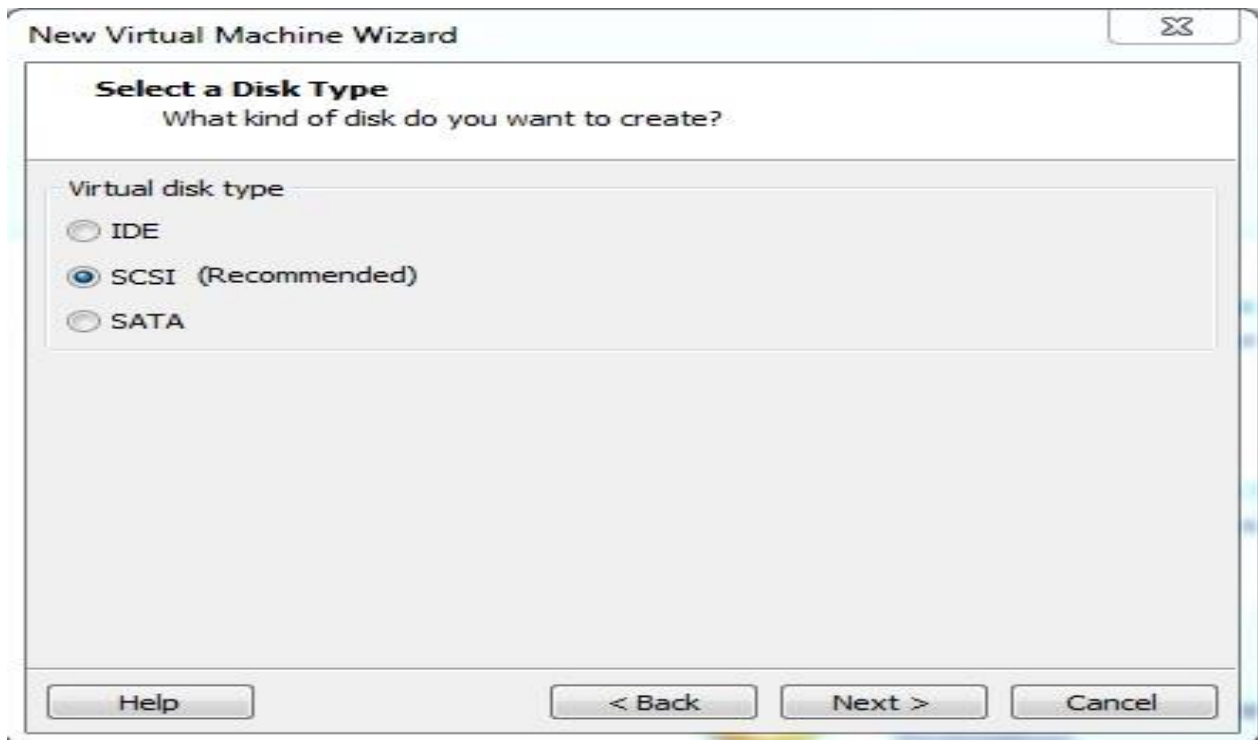 New Virtual Machine Wizard
Select a Disk Type
What kind of disk do you want to create?
Virtual disk type
IDE
SCSI (Recommended)
SATA
Help < Back Next > Cancel